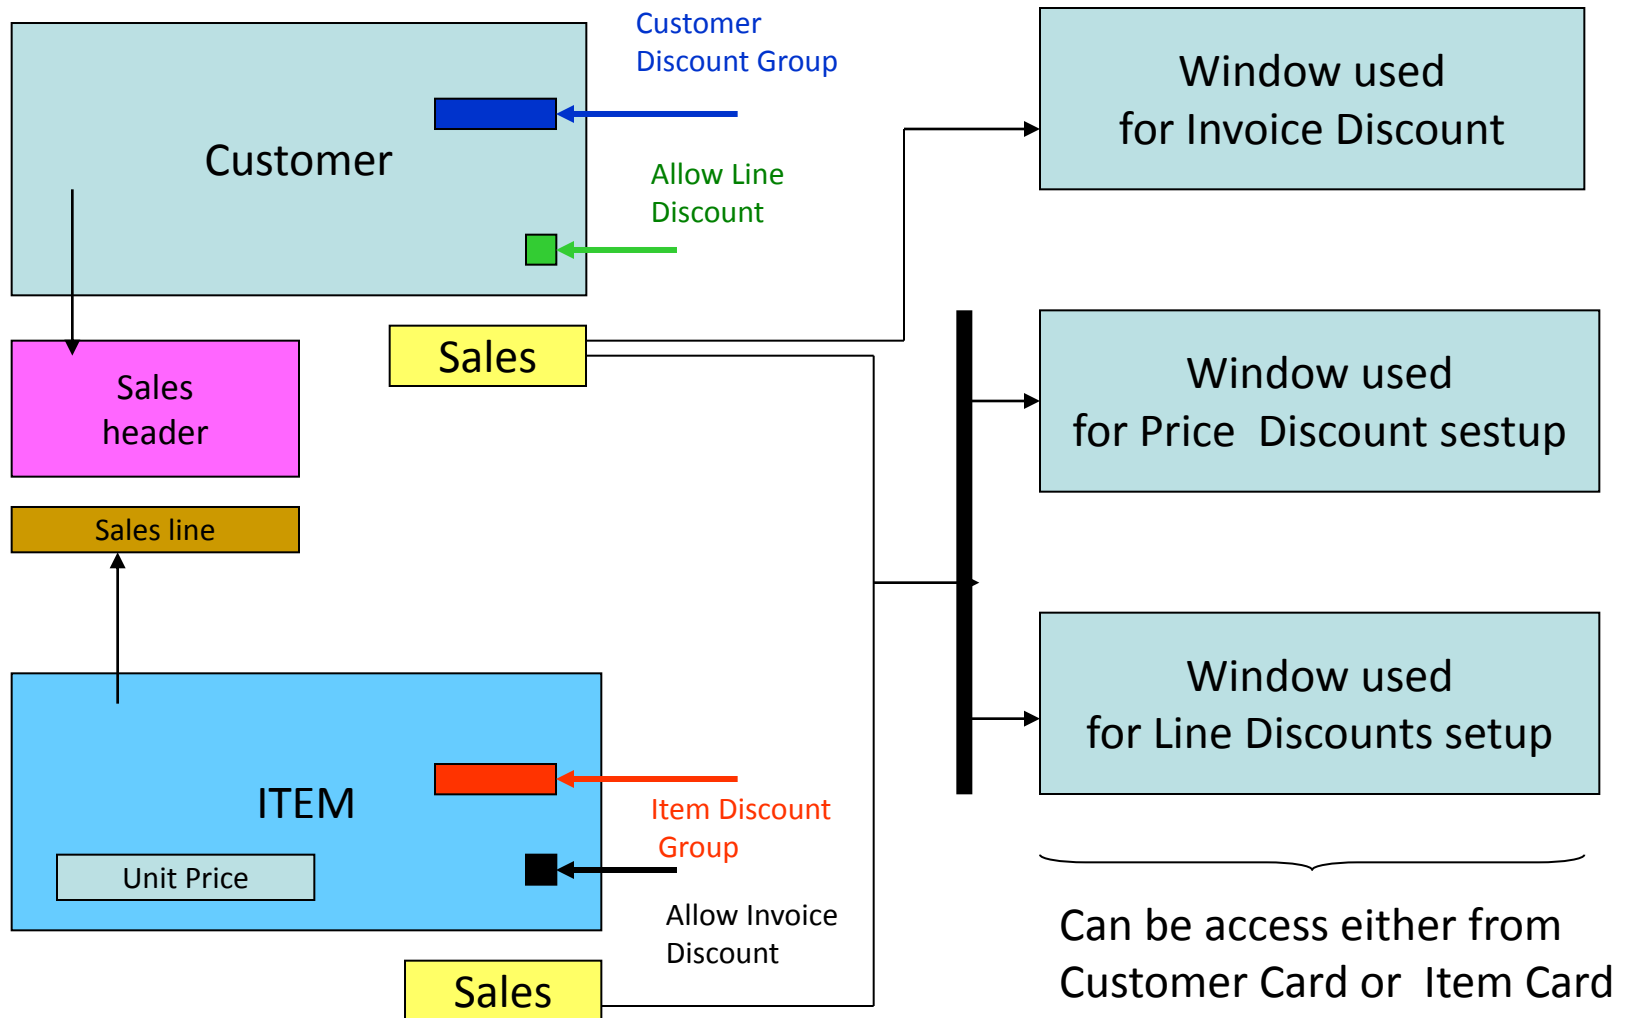 Customer
Discount Group
Customer
Allow Line
Discount
Sales
Sales
header
Sales line
ITEM
Unit Price
Item Discount
Group
Allow Invoice
Discount
Sales
Window used
for Invoice Discount
Window used
for Price  Discount sestup
Window used
for Line Discounts setup
Can be access either from
Customer Card or  Item Card